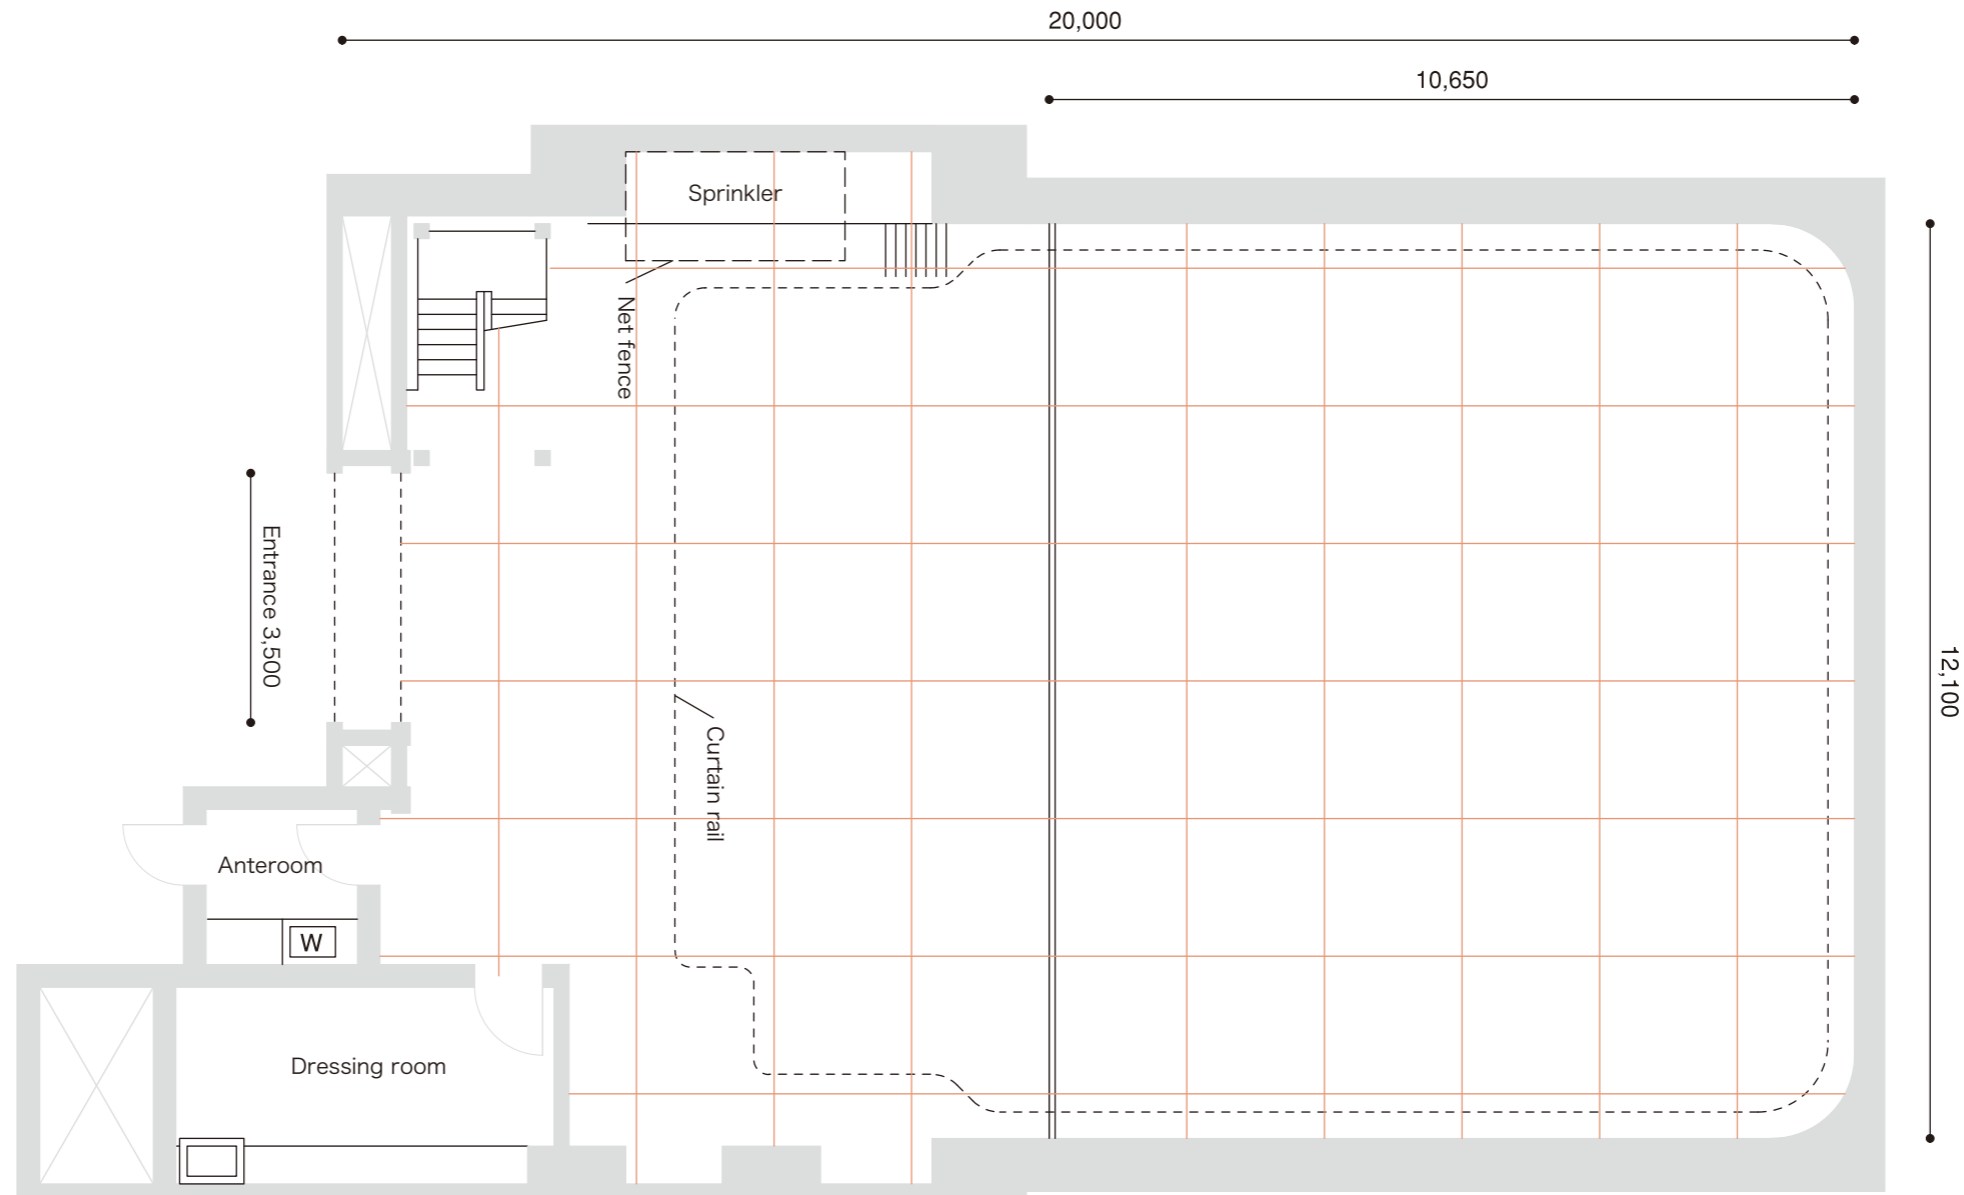 20,000
10,650
Sprinkler
Net fence
Entrance 3,500
12,100
Curtain rail
Anteroom
W
Dressing room